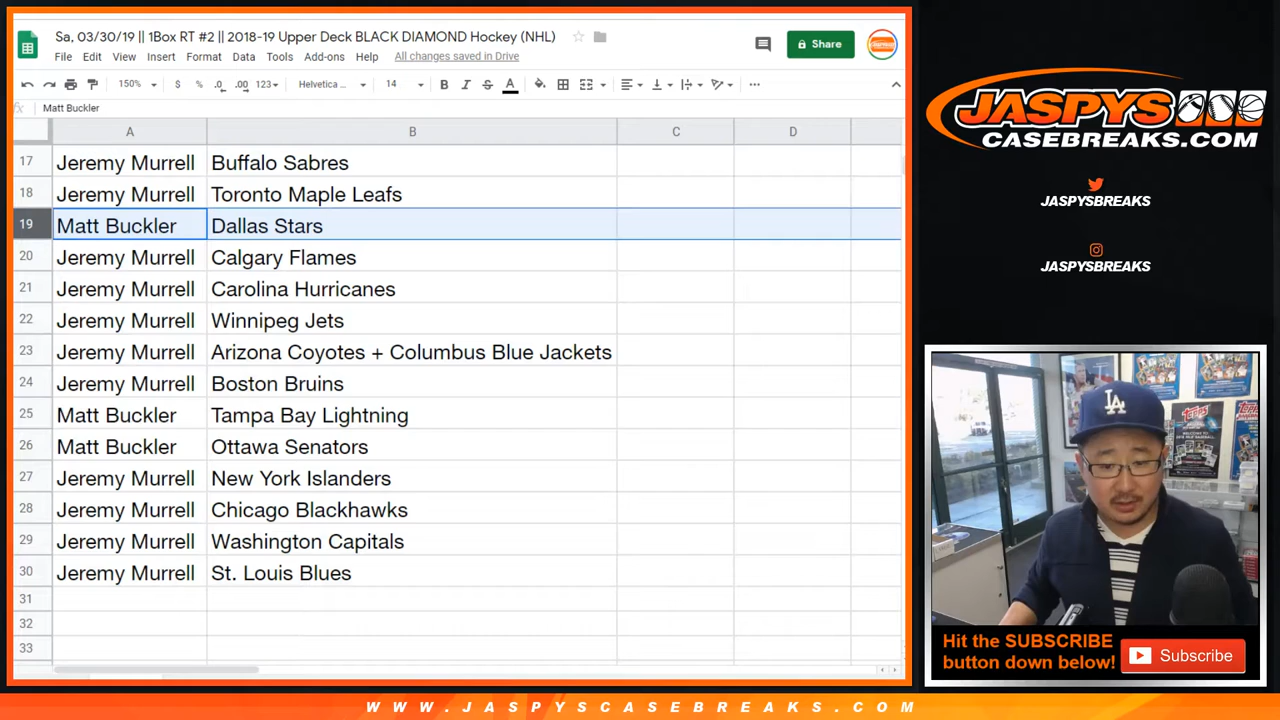 Sa, 03/30/19 || 1Box RT #2 || 2018-19 Upper Deck BLACK DIAMOND Hockey (NHL)
File Edit View Insert Format Data Tools Add-ons Help All changes saved in Drive
Share
150% $ % .0 .00 123 Helvetica ... 14 B I S A
fx Matt Buckler
A B C D
17 Jeremy Murrell Buffalo Sabres
18 Jeremy Murrell Toronto Maple Leafs
19 Matt Buckler Dallas Stars
20 Jeremy Murrell Calgary Flames
21 Jeremy Murrell Carolina Hurricanes
22 Jeremy Murrell Winnipeg Jets
23 Jeremy Murrell Arizona Coyotes + Columbus Blue Jackets
24 Jeremy Murrell Boston Bruins
25 Matt Buckler Tampa Bay Lightning
26 Matt Buckler Ottawa Senators
27 Jeremy Murrell New York Islanders
28 Jeremy Murrell Chicago Blackhawks
29 Jeremy Murrell Washington Capitals
30 Jeremy Murrell St. Louis Blues
31
32
33
JASPYS
CASEBREAKS.COM
JASPYSBREAKS
JASPYSBREAKS
LA
Topps
Hit the SUBSCRIBE
button down below!
Subscribe
WWW.JASPYSCASEBREAKS.COM